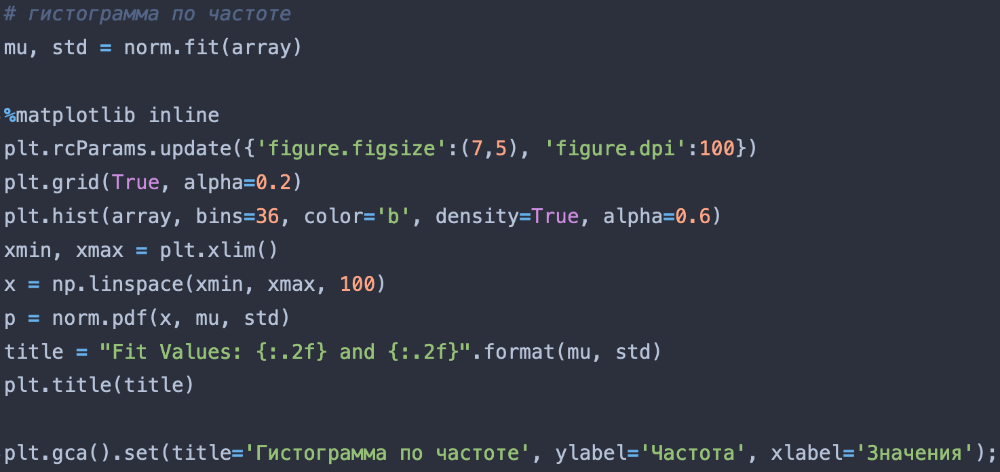 # гистограмма по частоте
mu, std = norm.fit(array)
%matplotlib inline
plt.rcParams.update({'figure.figsize':(7,5), 'figure.dpi':100})
plt.grid(True, alpha=0.2)
plt.hist(array, bins=36, color='b', density=True, alpha=0.6)
xmin, xmax = plt.xlim()
x = np.linspace(xmin, xmax, 100)
p = norm.pdf(x, mu, std)
title = "Fit Values: {:.2f} and {:.2f}".format(mu, std)
plt.title(title)
plt.gca().set(title='Гистограмма по частоте', ylabel='Частота', xlabel='Значения');